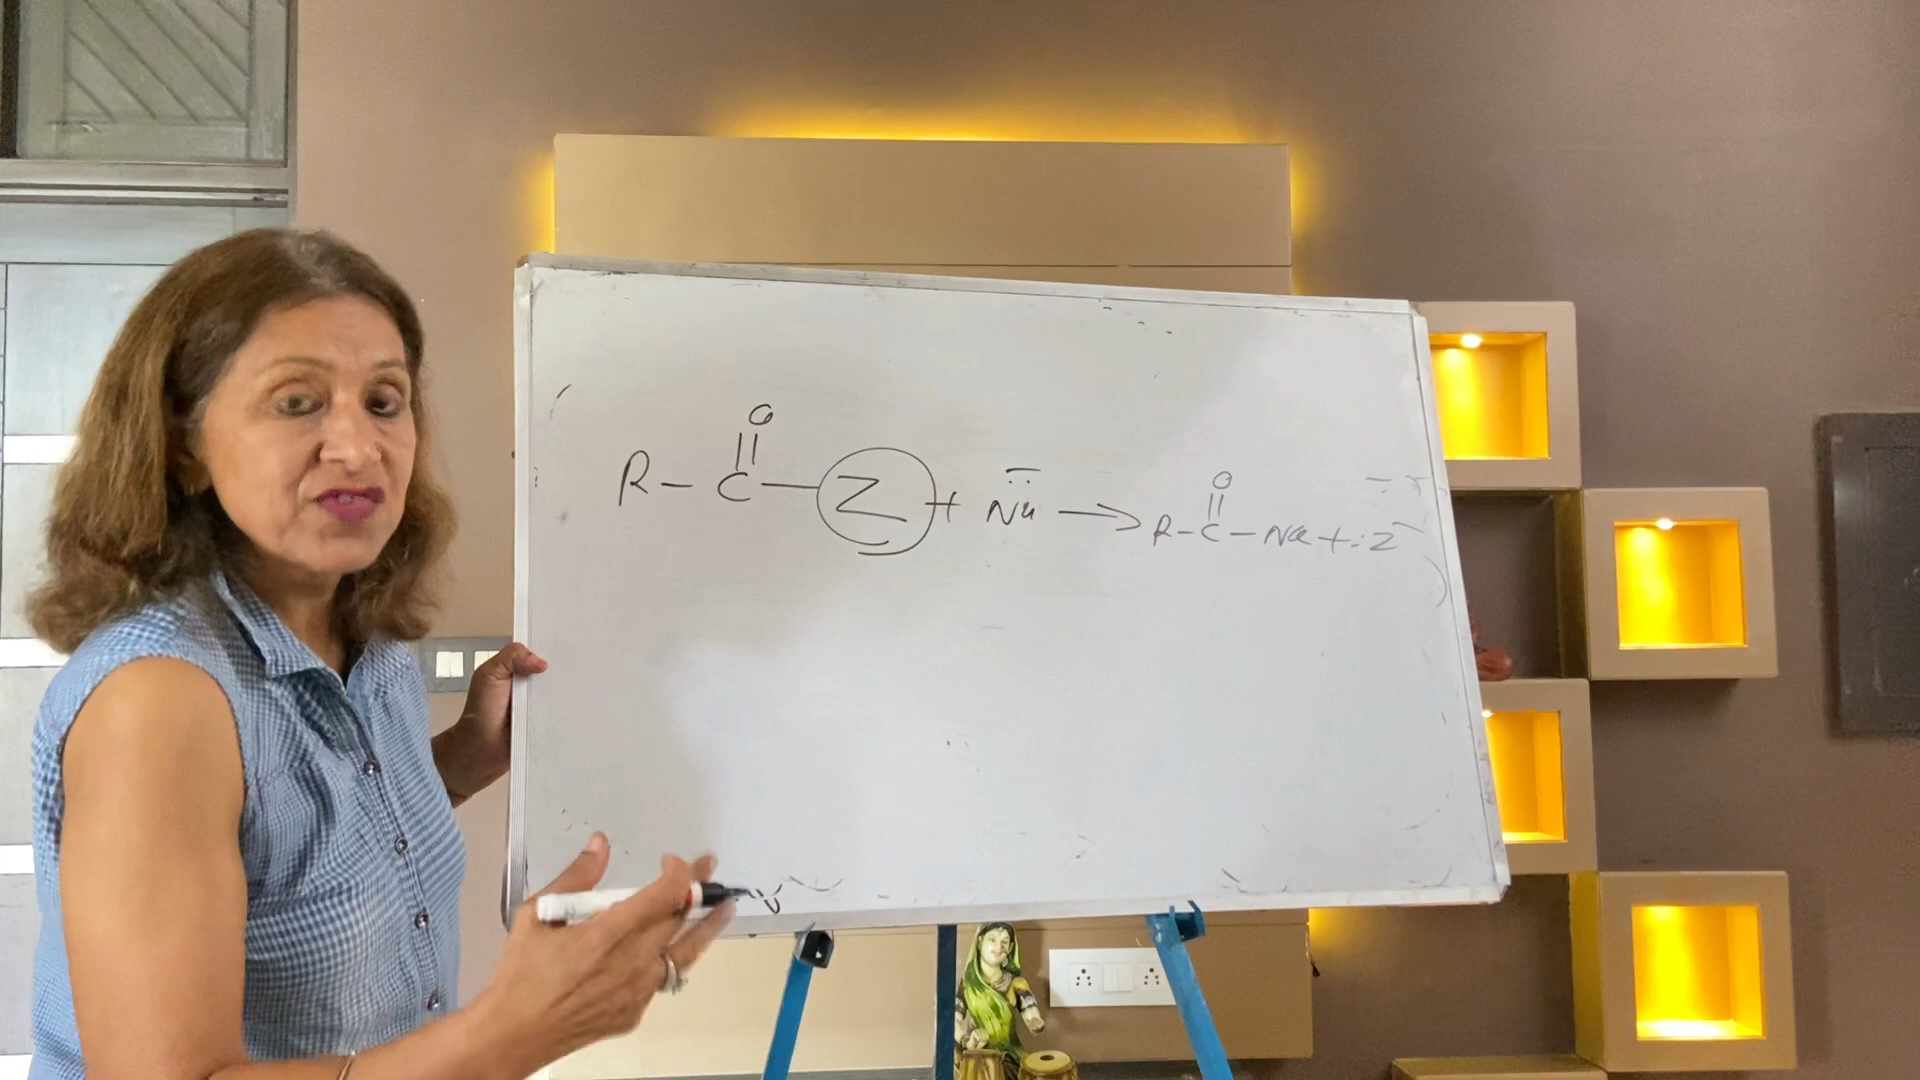 O
||
R – C – Z + :Nu⁻ → R – C – Nu + :Z⁻
||
O